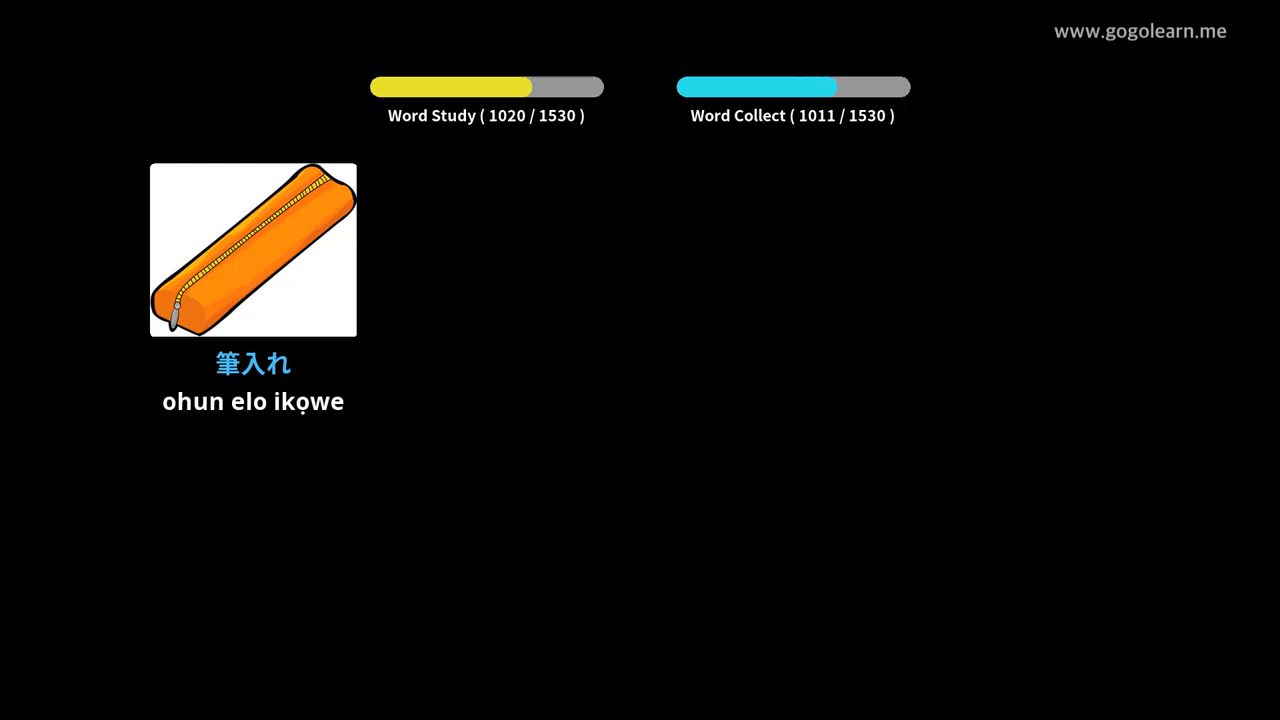 www.gogolearn.me
Word Study ( 1020 / 1530 )
Word Collect ( 1011 / 1530 )
筆入れ
ohun elo ikọwe